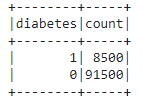 +--------+-----+
|diabetes|count|
+--------+-----+
|       1| 8500|
|       0|91500|
+--------+-----+